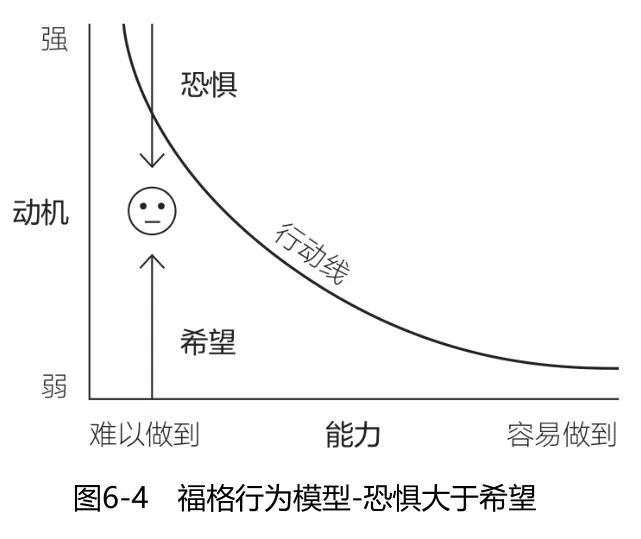 强
恐惧
动机
行动线
希望
弱
难以做到 能力 容易做到
图6-4 福格行为模型-恐惧大于希望